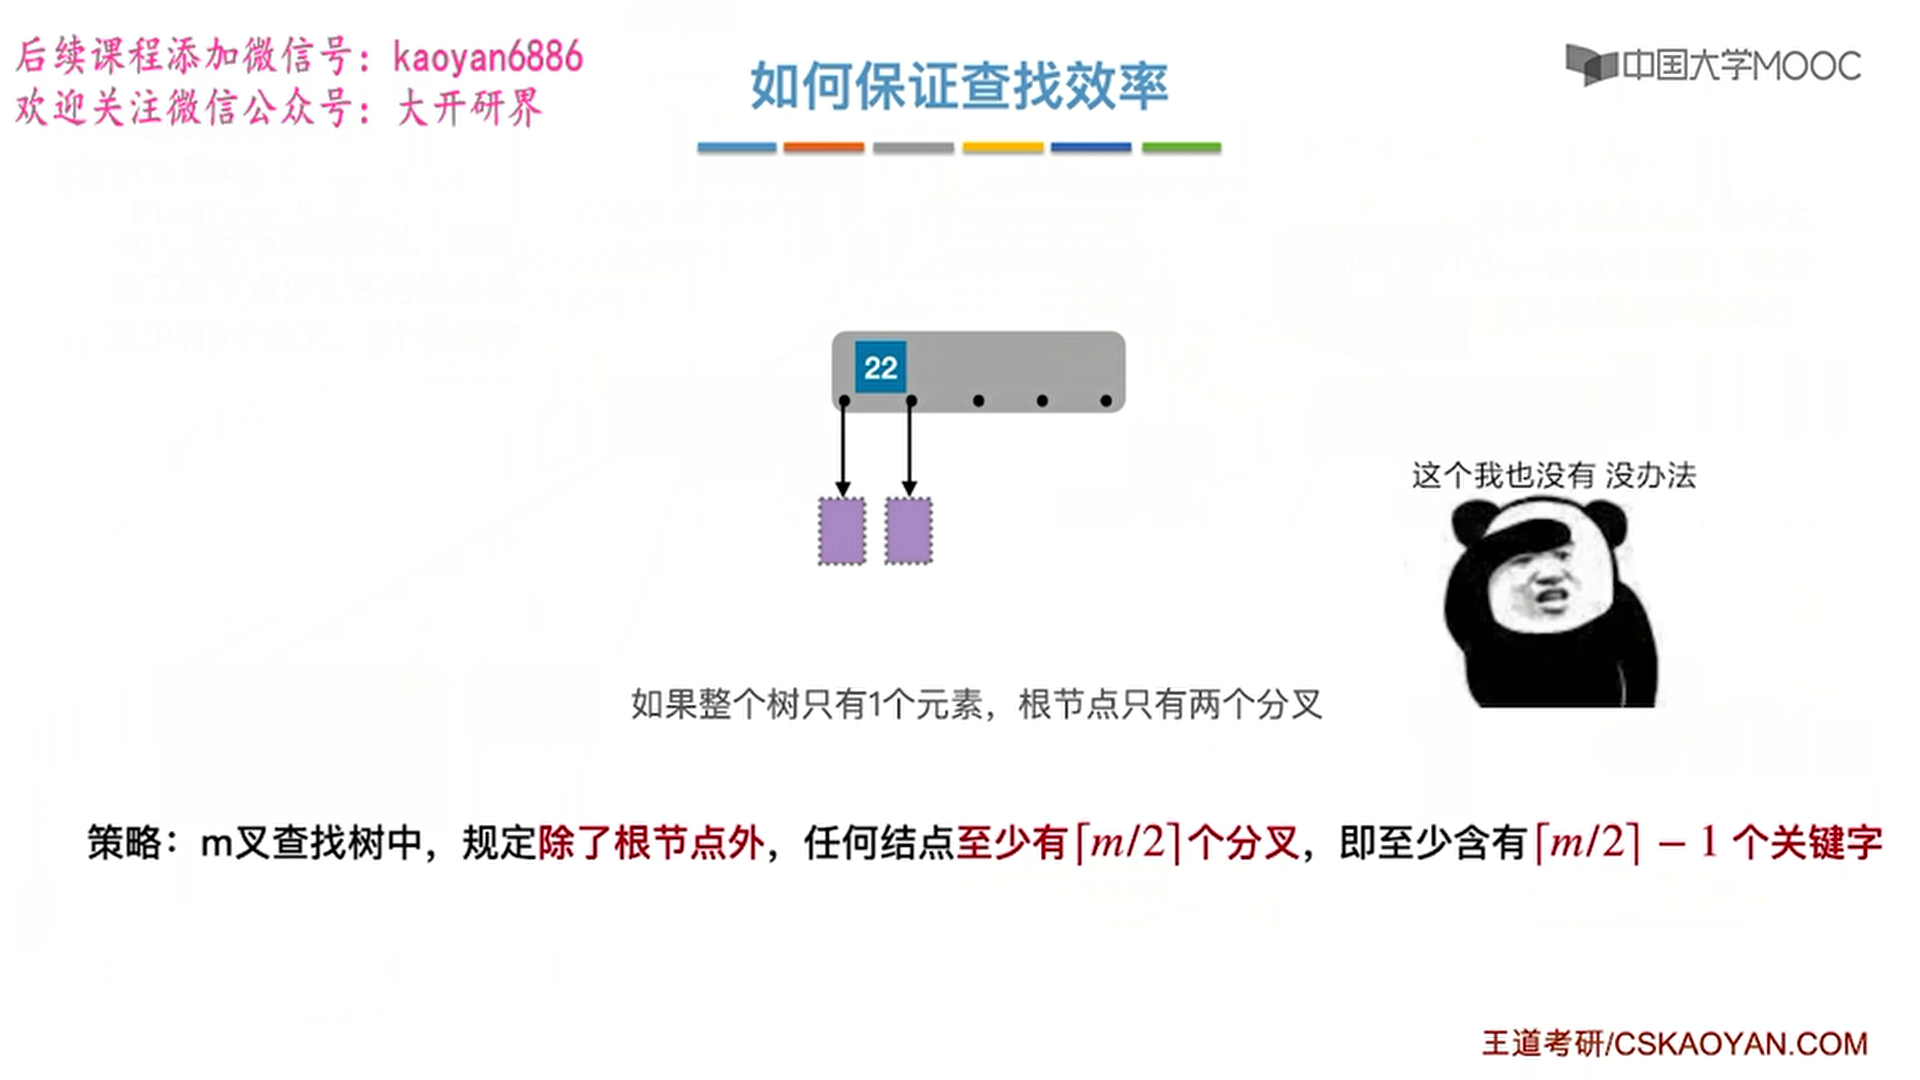 后续课程添加微信号：kaoyan6886
欢迎关注微信公众号：大开研界
如何保证查找效率
中国大学MOOC
22
这个我也没有 没办法
如果整个树只有1个元素，根节点只有两个分叉
策略：m叉查找树中，规定除了根节点外，任何结点至少有⌈m/2⌉个分叉，即至少含有⌈m/2⌉ − 1 个关键字
王道考研/CSKAOYAN.COM